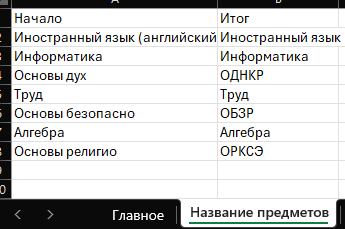 Начало Итог
Иностранный язык (английский Иностранный язык
Информатика Информатика
Основы дух ОДНКР
Труд Труд
Основы безопасно ОБЗР
Алгебра Алгебра
Основы религио ОРКСЭ
Главное Название предметов